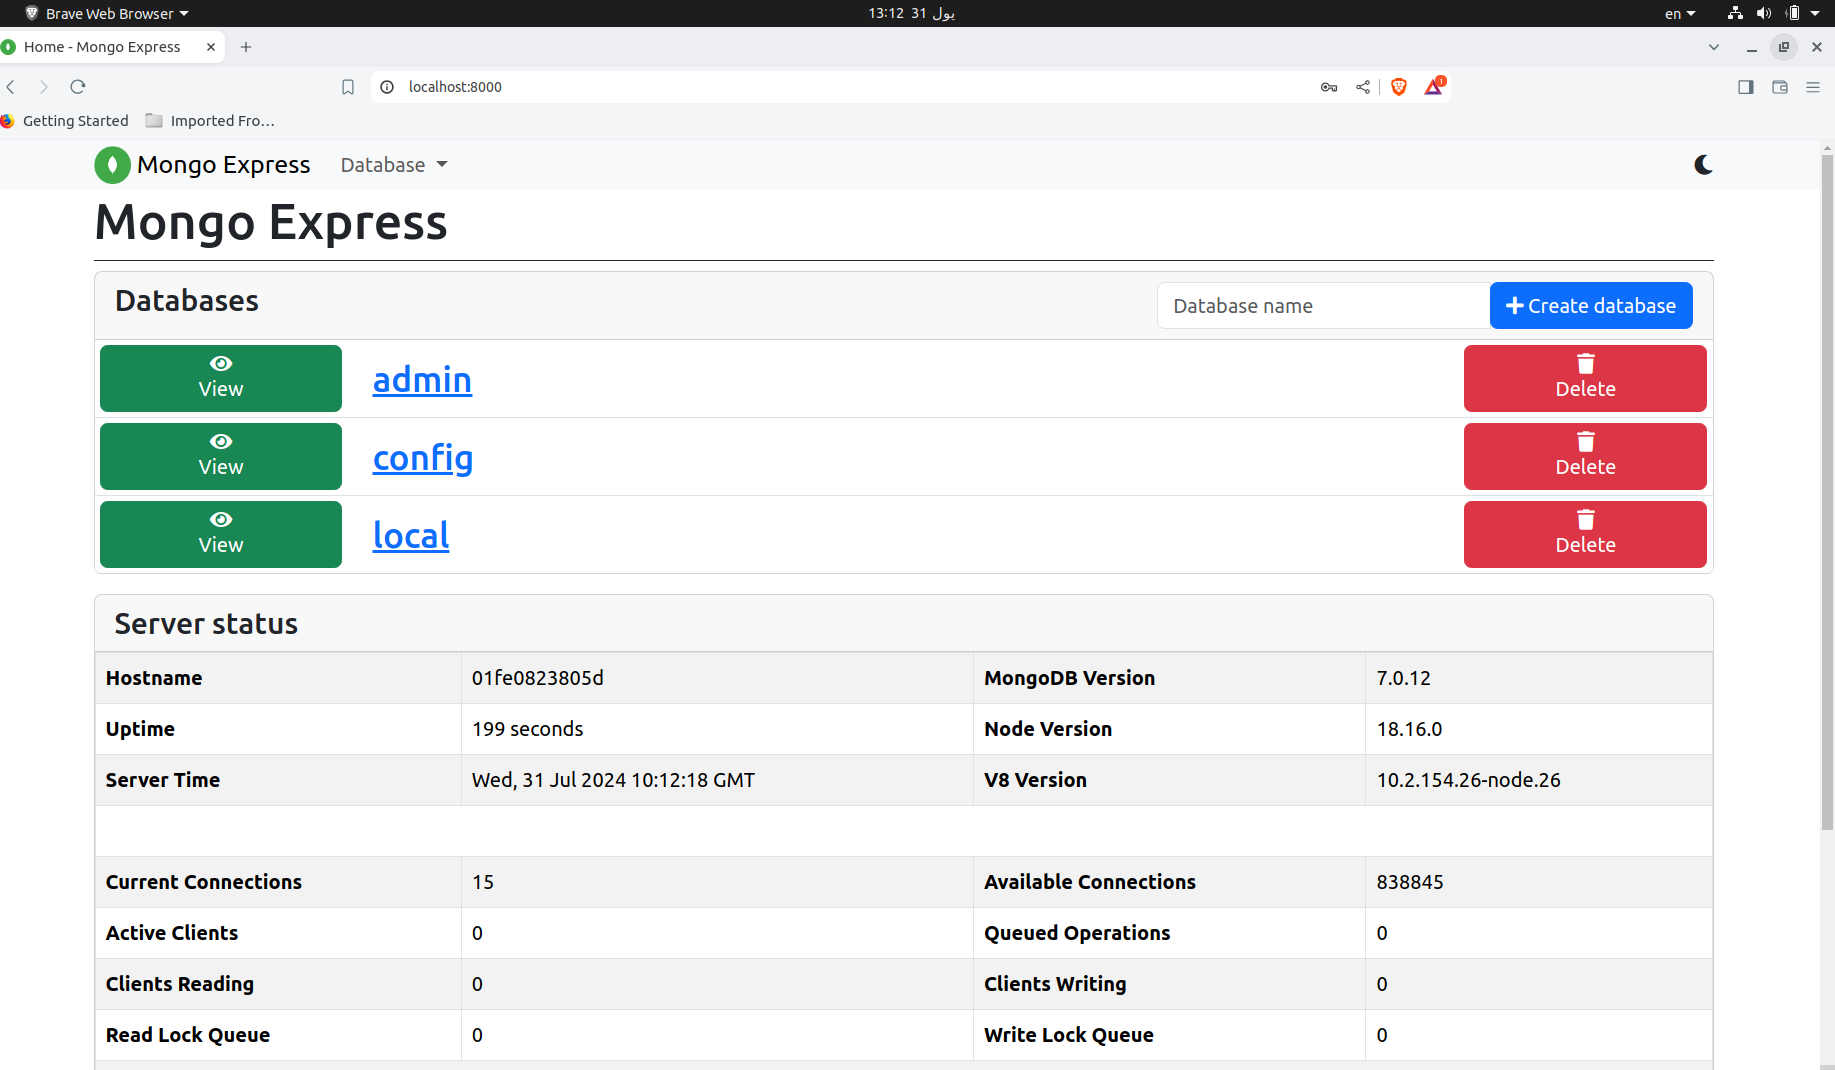 Brave Web Browser
13:12 31 يول
en
Home - Mongo Express
localhost:8000
1
Getting Started
Imported Fro…
Mongo Express
Database
Mongo Express
Databases
Database name
Create database
View
admin
Delete
View
config
Delete
View
local
Delete
Server status
Hostname 01fe0823805d MongoDB Version 7.0.12
Uptime 199 seconds Node Version 18.16.0
Server Time Wed, 31 Jul 2024 10:12:18 GMT V8 Version 10.2.154.26-node.26
Current Connections 15 Available Connections 838845
Active Clients 0 Queued Operations 0
Clients Reading 0 Clients Writing 0
Read Lock Queue 0 Write Lock Queue 0